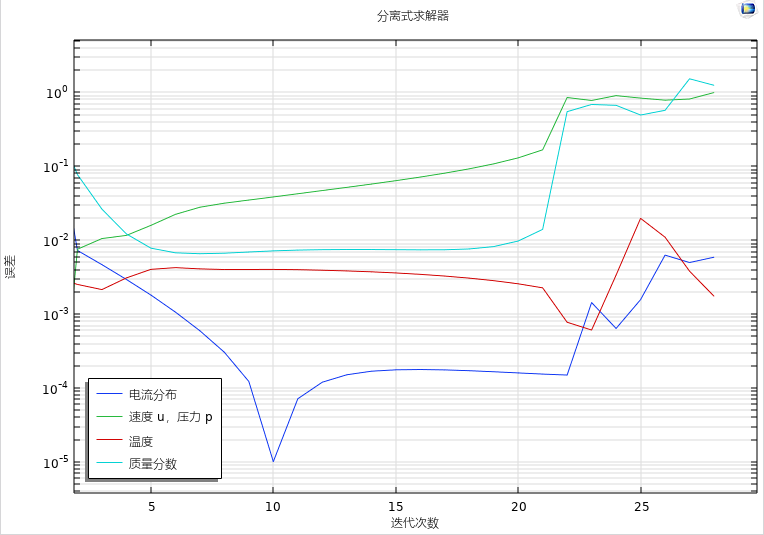 分离式求解器
误差
10⁰
10⁻¹
10⁻²
10⁻³
10⁻⁴
10⁻⁵
电流分布
速度 u，压力 p
温度
质量分数
5 10 15 20 25
迭代次数